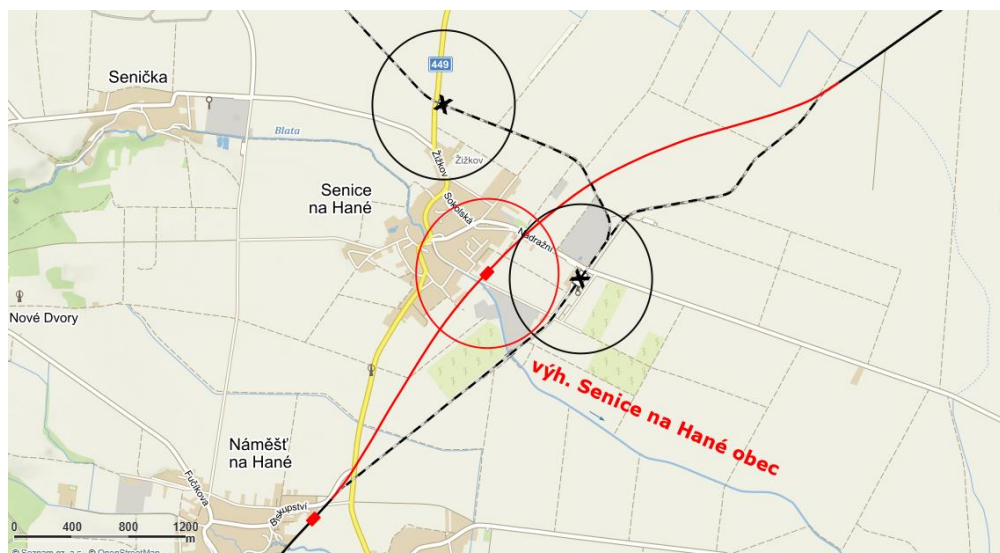 449
Senička
Blata
Žižkov
Žižkov
Senice
na Hané
Sokolská
Nádražní
Nové Dvory
výh. Senice na Hané obec
Náměšť
na Hané
Fučíkova
Biskupství
0 400 800 1200
m
© Seznam.cz, a.s., © OpenStreetMap